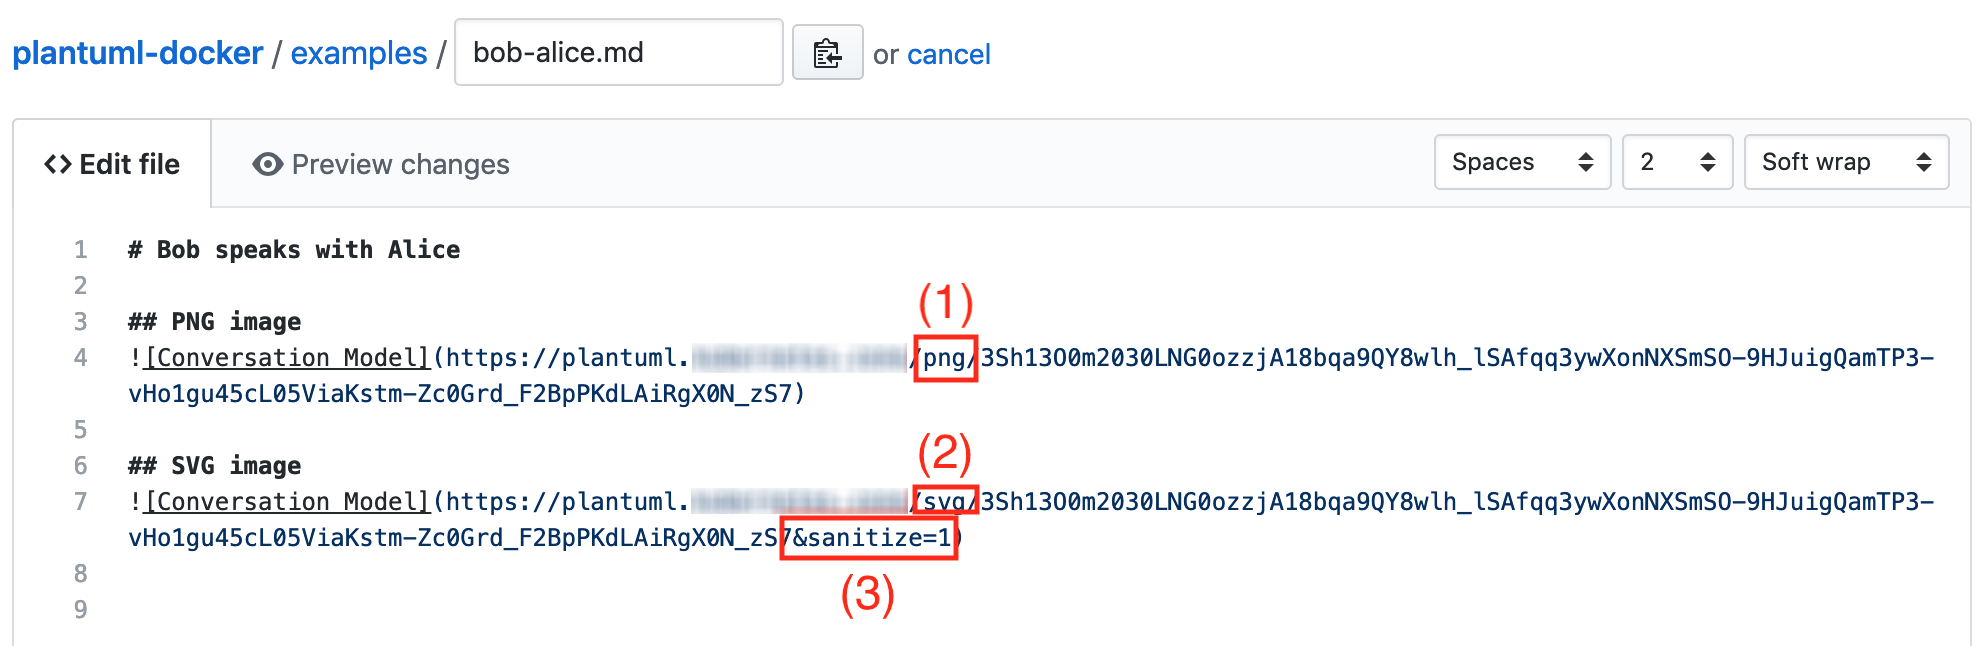 plantuml-docker / examples / bob-alice.md or cancel
Edit file Preview changes Spaces 2 Soft wrap
1 # Bob speaks with Alice
2
(1)
3 ## PNG image
4 ![Conversation Model](https://plantuml. /png/3Sh13O0m2030LNG0ozzjA18bqa9QY8wlh_lSAfqq3ywXonNXSmSO-9HJuigQamTP3-
vHo1gu45cL05ViaKstm-Zc0Grd_F2BpPKdLAiRgX0N_zS7)
5
(2)
6 ## SVG image
7 ![Conversation Model](https://plantuml. /svg/3Sh13O0m2030LNG0ozzjA18bqa9QY8wlh_lSAfqq3ywXonNXSmSO-9HJuigQamTP3-
vHo1gu45cL05ViaKstm-Zc0Grd_F2BpPKdLAiRgX0N_zS7&sanitize=1)
8
(3)
9